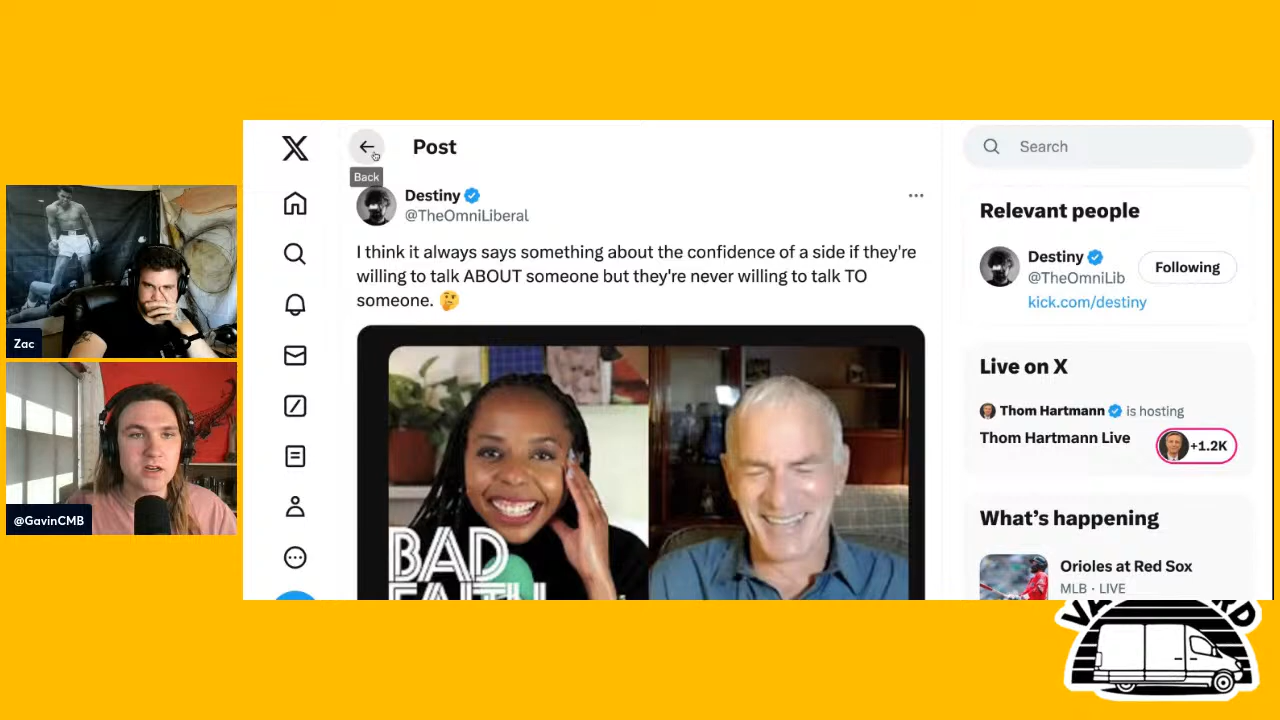 Post
Search
Back
Destiny
@TheOmniLiberal
I think it always says something about the confidence of a side if they're
willing to talk ABOUT someone but they're never willing to talk TO
someone. 🤔
BAD
FAITH
Relevant people
Destiny
@TheOmniLib
Following
kick.com/destiny
Live on X
Thom Hartmann is hosting
Thom Hartmann Live
+1.2K
What's happening
Orioles at Red Sox
MLB · LIVE
Zac
@GavinCMB